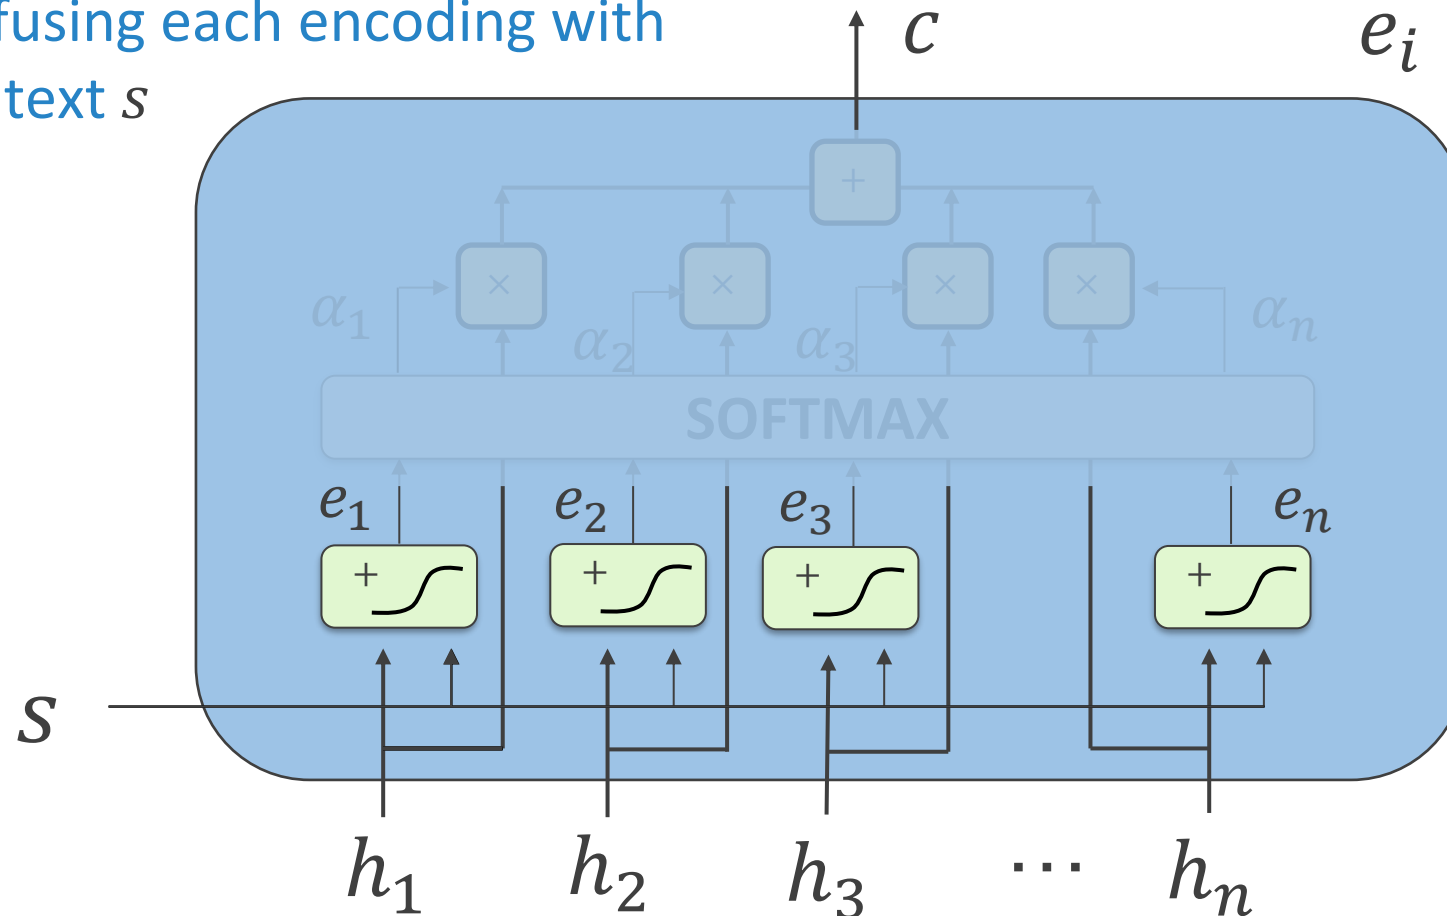 fusing each encoding with
text s
c
e_i
+
× × × ×
α_1 α_2 α_3 α_n
SOFTMAX
e_1 e_2 e_3 e_n
+ + + +
s
h_1 h_2 h_3 ⋯ h_n